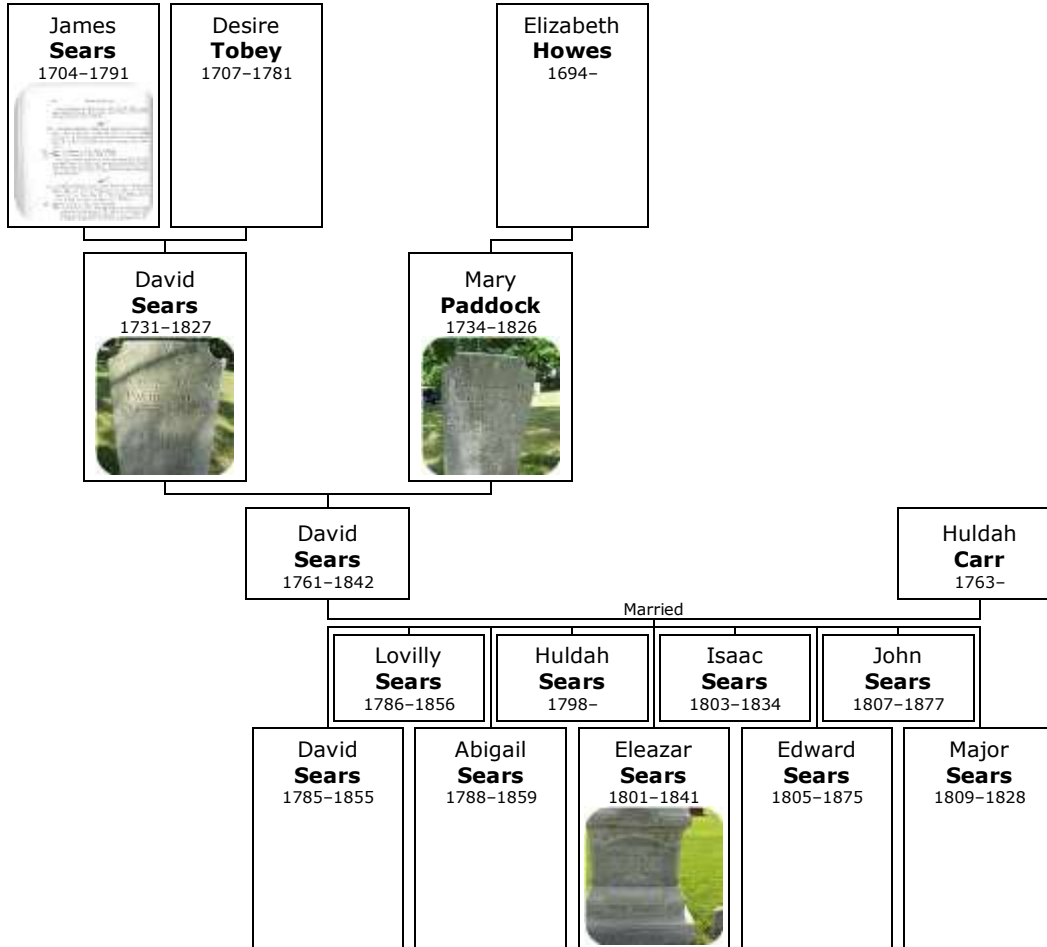 James
Sears
1704–1791
Desire
Tobey
1707–1781
Elizabeth
Howes
1694–
David
Sears
1731–1827
Mary
Paddock
1734–1826
David
Sears
1761–1842
Huldah
Carr
1763–
Married
Lovilly
Sears
1786–1856
Huldah
Sears
1798–
Isaac
Sears
1803–1834
John
Sears
1807–1877
David
Sears
1785–1855
Abigail
Sears
1788–1859
Eleazar
Sears
1801–1841
Edward
Sears
1805–1875
Major
Sears
1809–1828